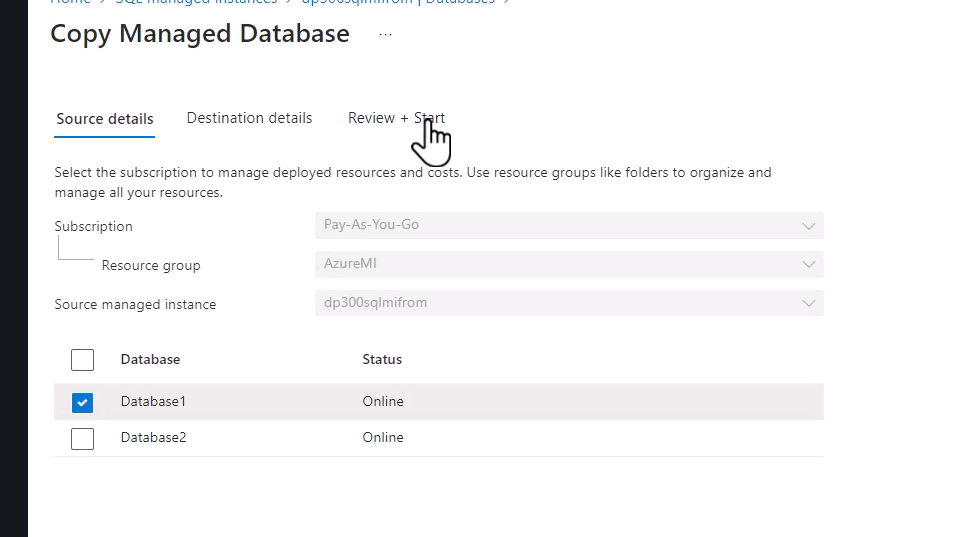 Home > SQL managed instances > dp300sqlmifrom | Databases >
Copy Managed Database ...
Source details Destination details Review + Start
Select the subscription to manage deployed resources and costs. Use resource groups like folders to organize and
manage all your resources.
Subscription Pay-As-You-Go
Resource group AzureMI
Source managed instance dp300sqlmifrom
Database Status
Database1 Online
Database2 Online